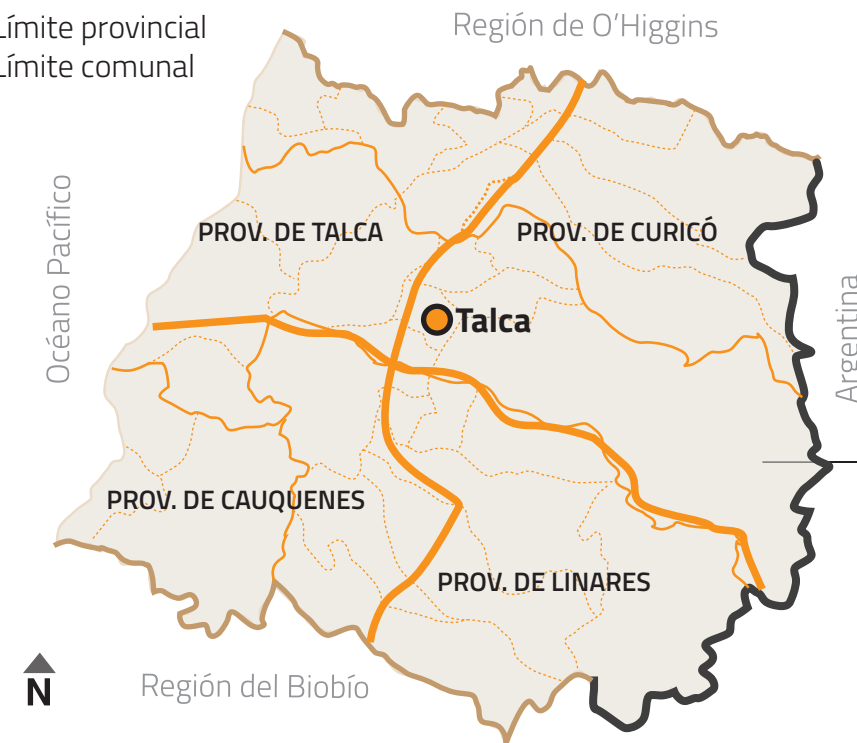 Límite provincial
Límite comunal
Región de O'Higgins
Océano Pacífico
PROV. DE TALCA
PROV. DE CURICÓ
Talca
Argentina
PROV. DE CAUQUENES
PROV. DE LINARES
Región del Biobío
N